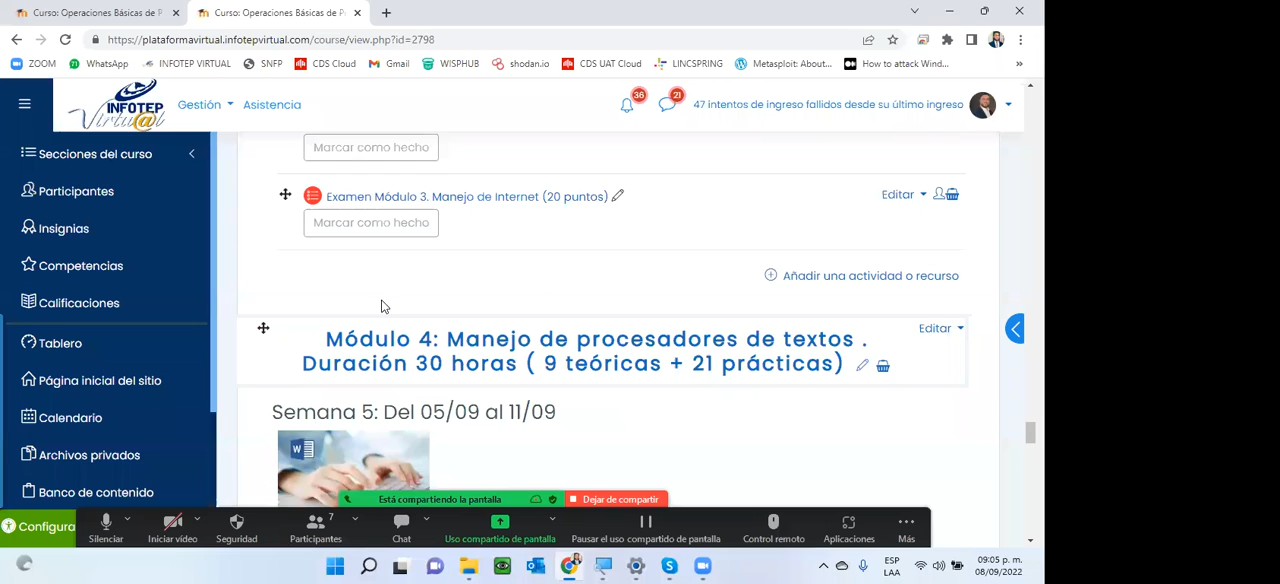 Curso: Operaciones Básicas de P
Curso: Operaciones Básicas de P
https://plataformavirtual.infotepvirtual.com/course/view.php?id=2798
ZOOM
WhatsApp
INFOTEP VIRTUAL
SNFP
CDS Cloud
Gmail
WISPHUB
shodan.io
CDS UAT Cloud
LINCSPRING
Metasploit: About...
How to attack Wind...
»
INFOTEP
Virtu@l
Gestión
Asistencia
36
21
47 intentos de ingreso fallidos desde su último ingreso
Secciones del curso
Participantes
Insignias
Competencias
Calificaciones
Tablero
Página inicial del sitio
Calendario
Archivos privados
Banco de contenido
Configura
Marcar como hecho
Examen Módulo 3. Manejo de Internet (20 puntos)
Editar
Marcar como hecho
Añadir una actividad o recurso
Módulo 4: Manejo de procesadores de textos .
Duración 30 horas ( 9 teóricas + 21 prácticas)
Editar
Semana 5: Del 05/09 al 11/09
W
Está compartiendo la pantalla
Dejar de compartir
Silenciar
Iniciar vídeo
Seguridad
7
Participantes
Chat
Uso compartido de pantalla
Pausar el uso compartido de pantalla
Control remoto
Aplicaciones
Más
ESP
LAA
09:05 p. m.
08/09/2022